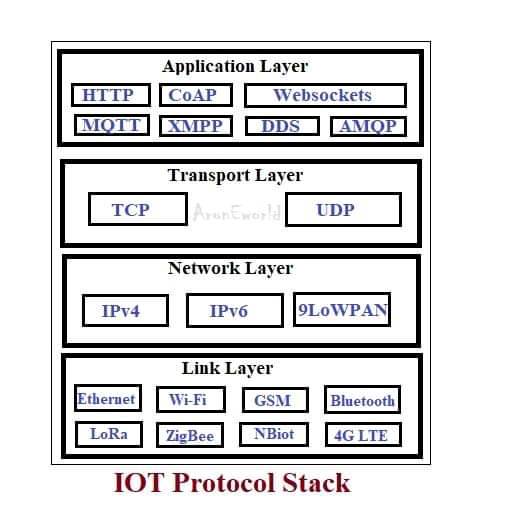 Application Layer
HTTP CoAP Websockets
MQTT XMPP DDS AMQP
Transport Layer
TCP AronEworld UDP
Network Layer
IPv4 IPv6 9LoWPAN
Link Layer
Ethernet Wi-Fi GSM Bluetooth
LoRa ZigBee NBiot 4G LTE
IOT Protocol Stack